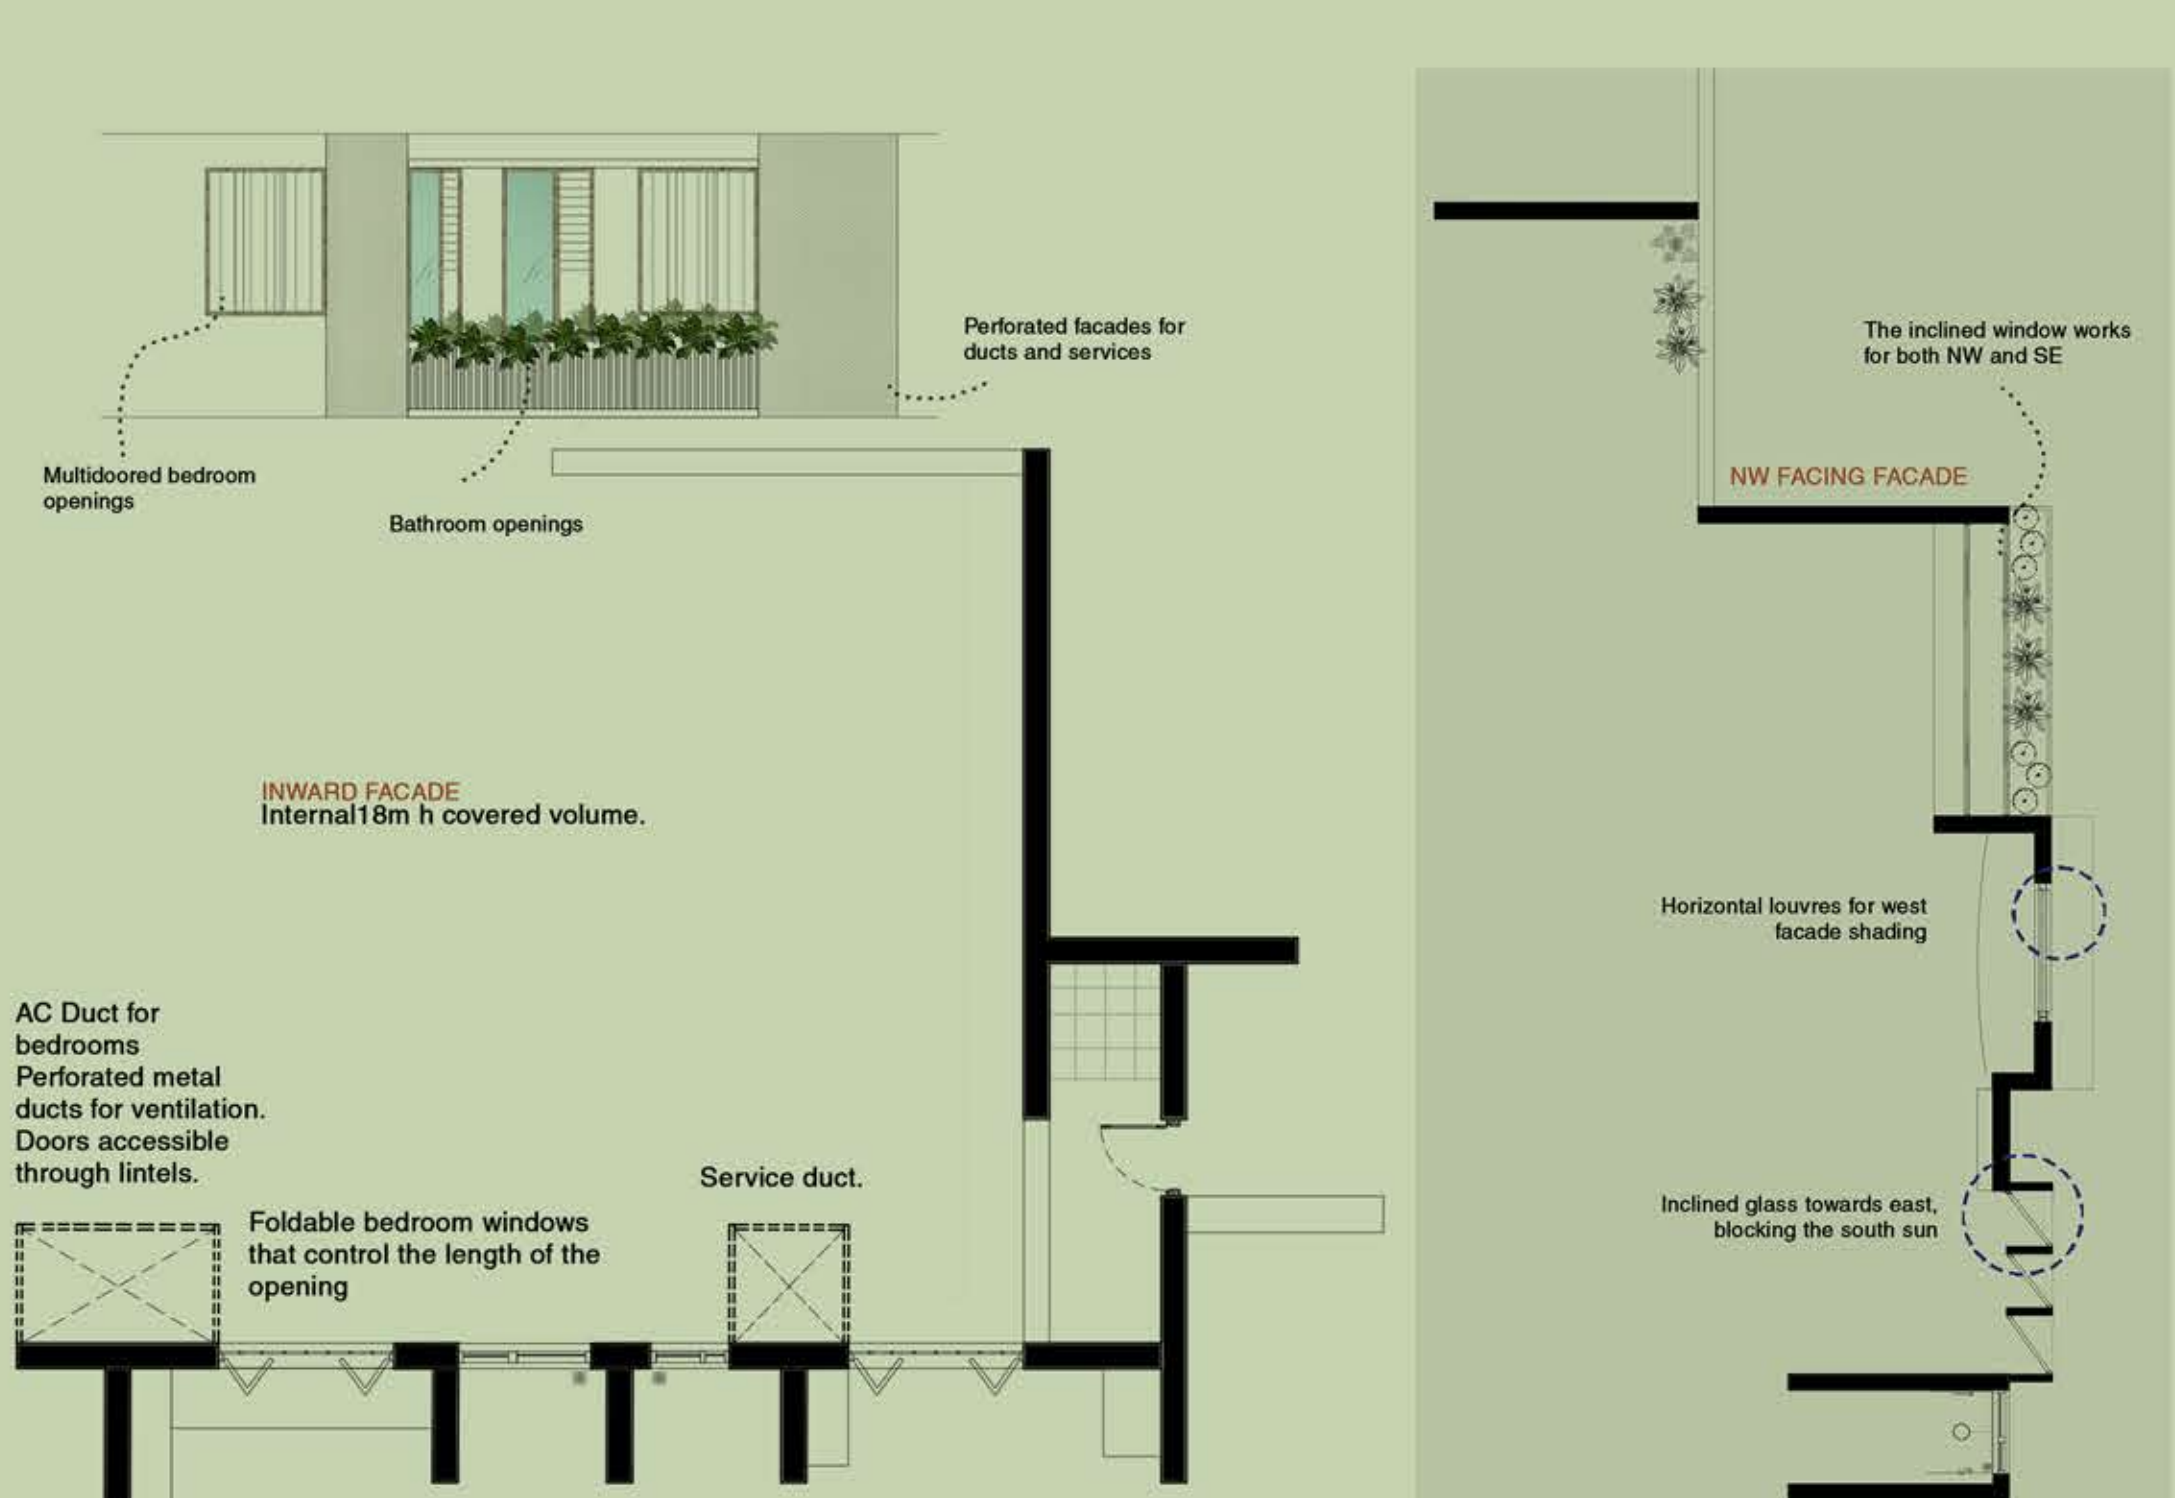 Perforated facades for
ducts and services
Multidoored bedroom
openings
Bathroom openings
INWARD FACADE
Internal18m h covered volume.
AC Duct for
bedrooms
Perforated metal
ducts for ventilation.
Doors accessible
through lintels.
Foldable bedroom windows
that control the length of the
opening
Service duct.
The inclined window works
for both NW and SE
NW FACING FACADE
Horizontal louvres for west
facade shading
Inclined glass towards east,
blocking the south sun